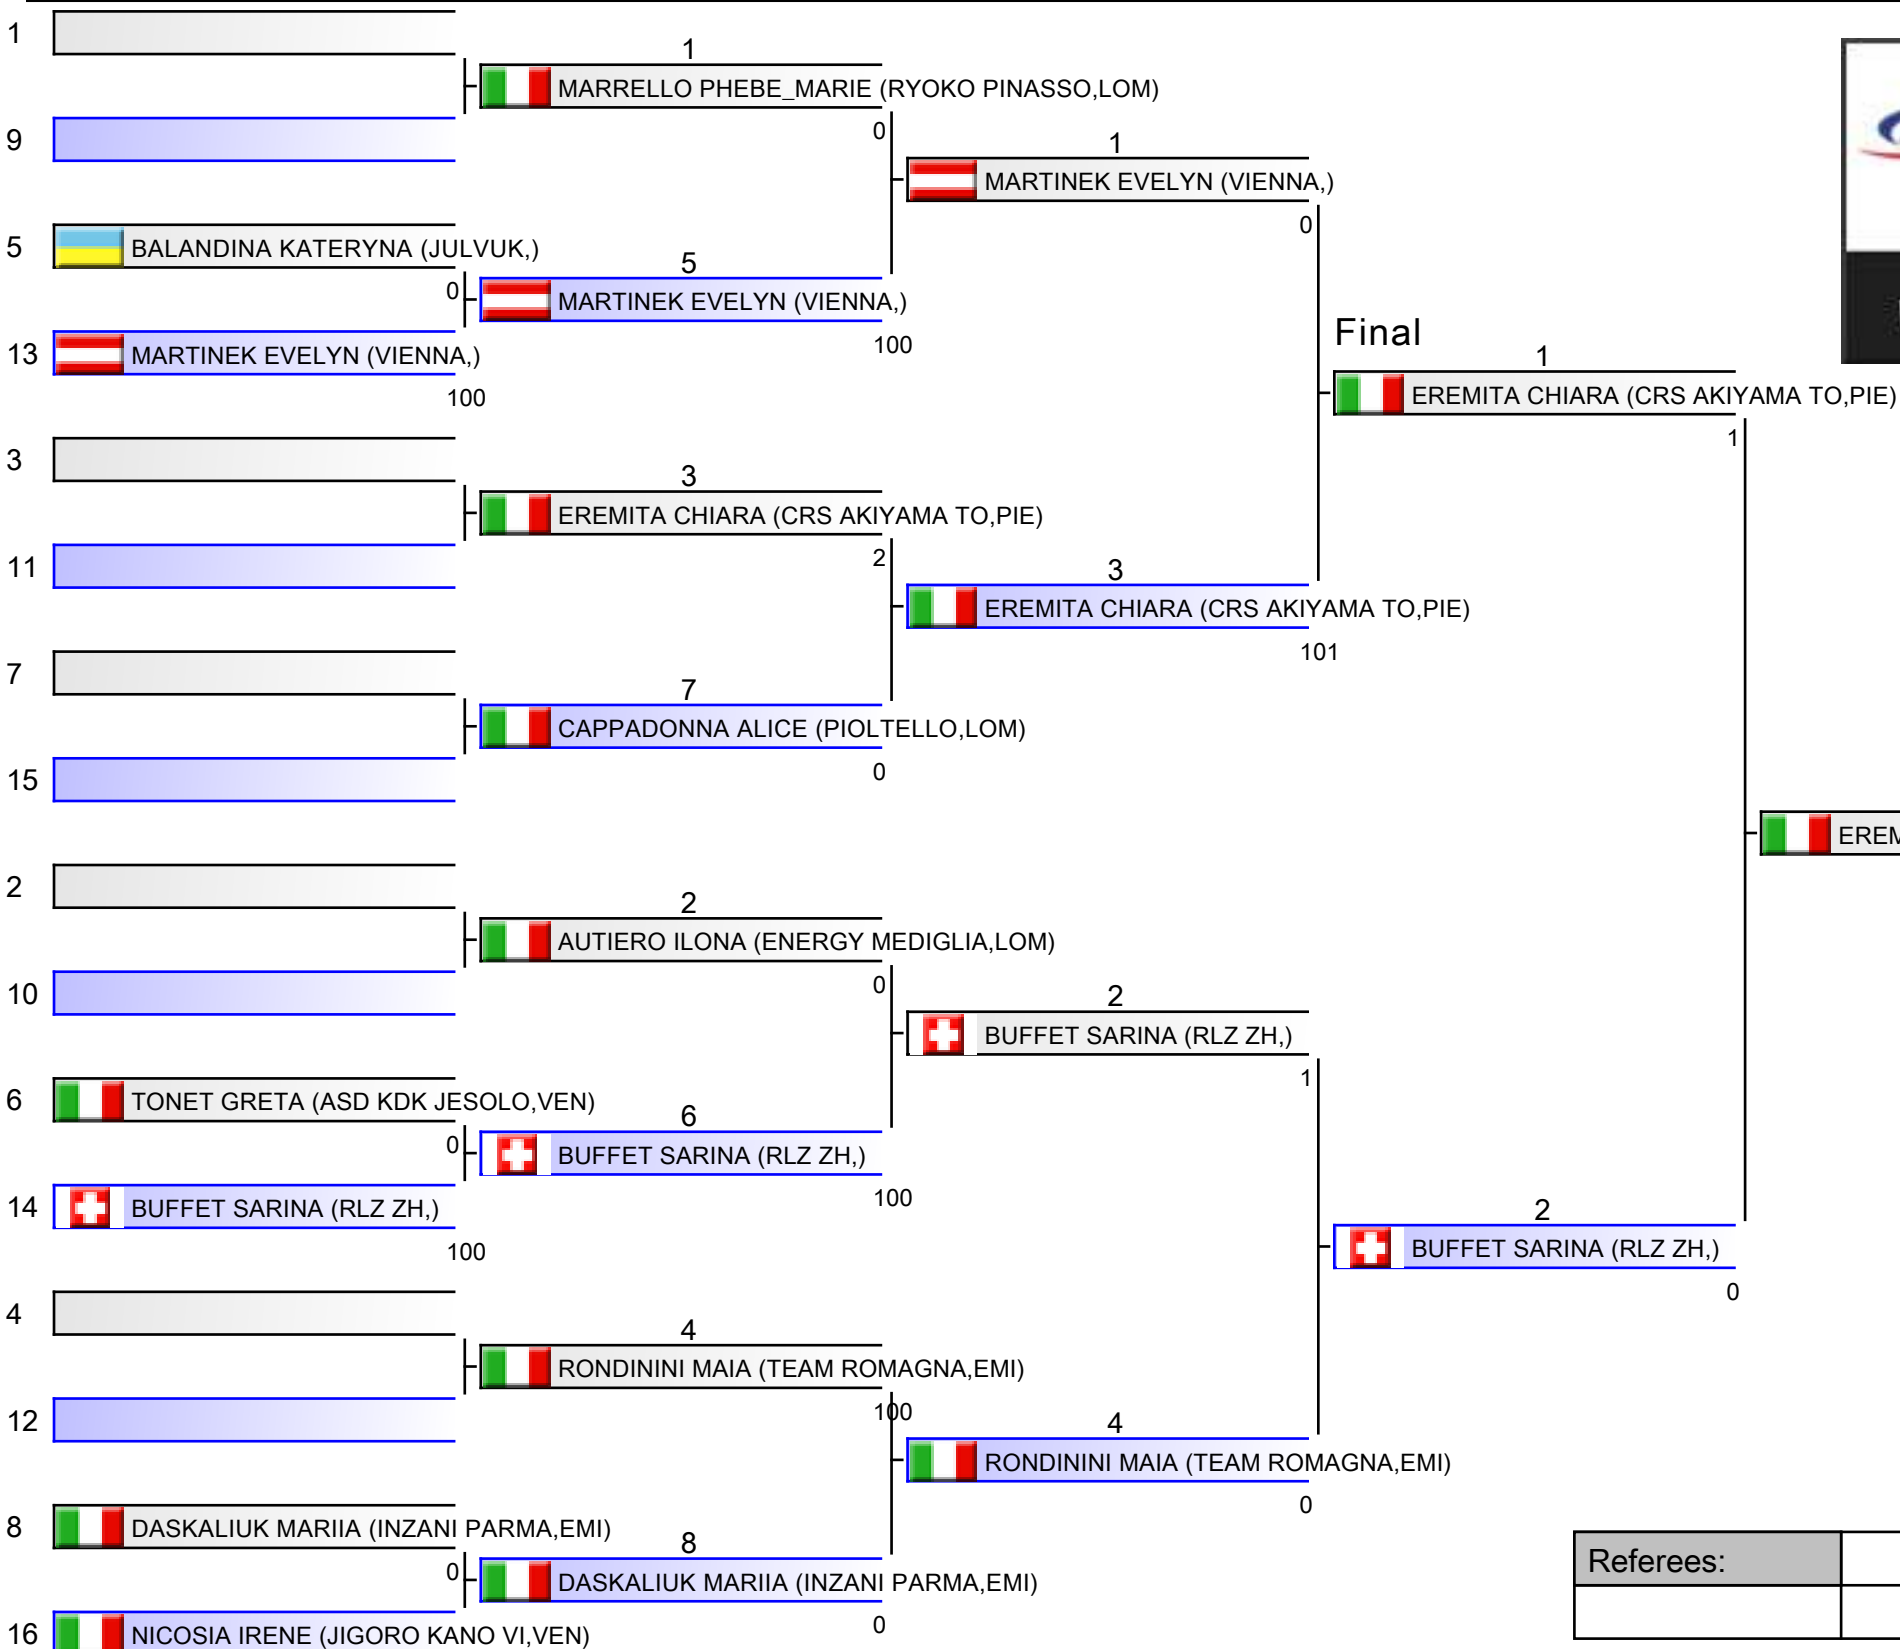 1
1
MARRELLO PHEBE_MARIE (RYOKO PINASSO,LOM)
9
0
1
MARTINEK EVELYN (VIENNA,)
0
5
BALANDINA KATERYNA (JULVUK,)
5
0
MARTINEK EVELYN (VIENNA,)
13
MARTINEK EVELYN (VIENNA,)
100
100
Final
1
EREMITA CHIARA (CRS AKIYAMA TO,PIE)
1
3
3
EREMITA CHIARA (CRS AKIYAMA TO,PIE)
11
2
3
EREMITA CHIARA (CRS AKIYAMA TO,PIE)
101
7
7
CAPPADONNA ALICE (PIOLTELLO,LOM)
15
0
EREM
2
2
AUTIERO ILONA (ENERGY MEDIGLIA,LOM)
10
0
2
BUFFET SARINA (RLZ ZH,)
1
6
TONET GRETA (ASD KDK JESOLO,VEN)
6
0
BUFFET SARINA (RLZ ZH,)
14
BUFFET SARINA (RLZ ZH,)
100
100
2
BUFFET SARINA (RLZ ZH,)
0
4
4
RONDININI MAIA (TEAM ROMAGNA,EMI)
12
100
4
RONDININI MAIA (TEAM ROMAGNA,EMI)
0
8
DASKALIUK MARIIA (INZANI PARMA,EMI)
8
0
DASKALIUK MARIIA (INZANI PARMA,EMI)
0
16
NICOSIA IRENE (JIGORO KANO VI,VEN)
Referees: